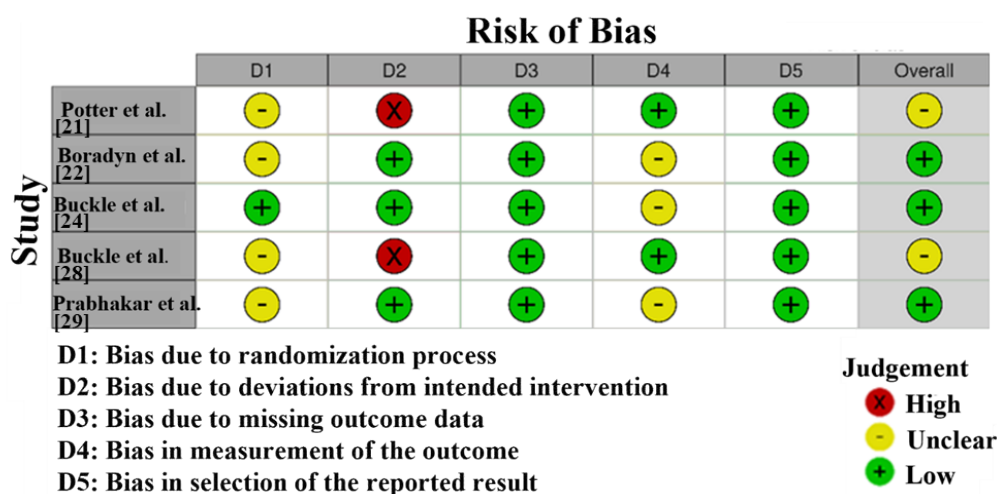 Risk of Bias
D1 D2 D3 D4 D5 Overall
Study
Potter et al.
[21]
- X + + + -
Boradyn et al.
[22]
- + + - + +
Buckle et al.
[24]
+ + + - + +
Buckle et al.
[28]
- X + + + -
Prabhakar et al.
[29]
- + + - + +
D1: Bias due to randomization process
D2: Bias due to deviations from intended intervention
D3: Bias due to missing outcome data
D4: Bias in measurement of the outcome
D5: Bias in selection of the reported result
Judgement
X High
- Unclear
+ Low